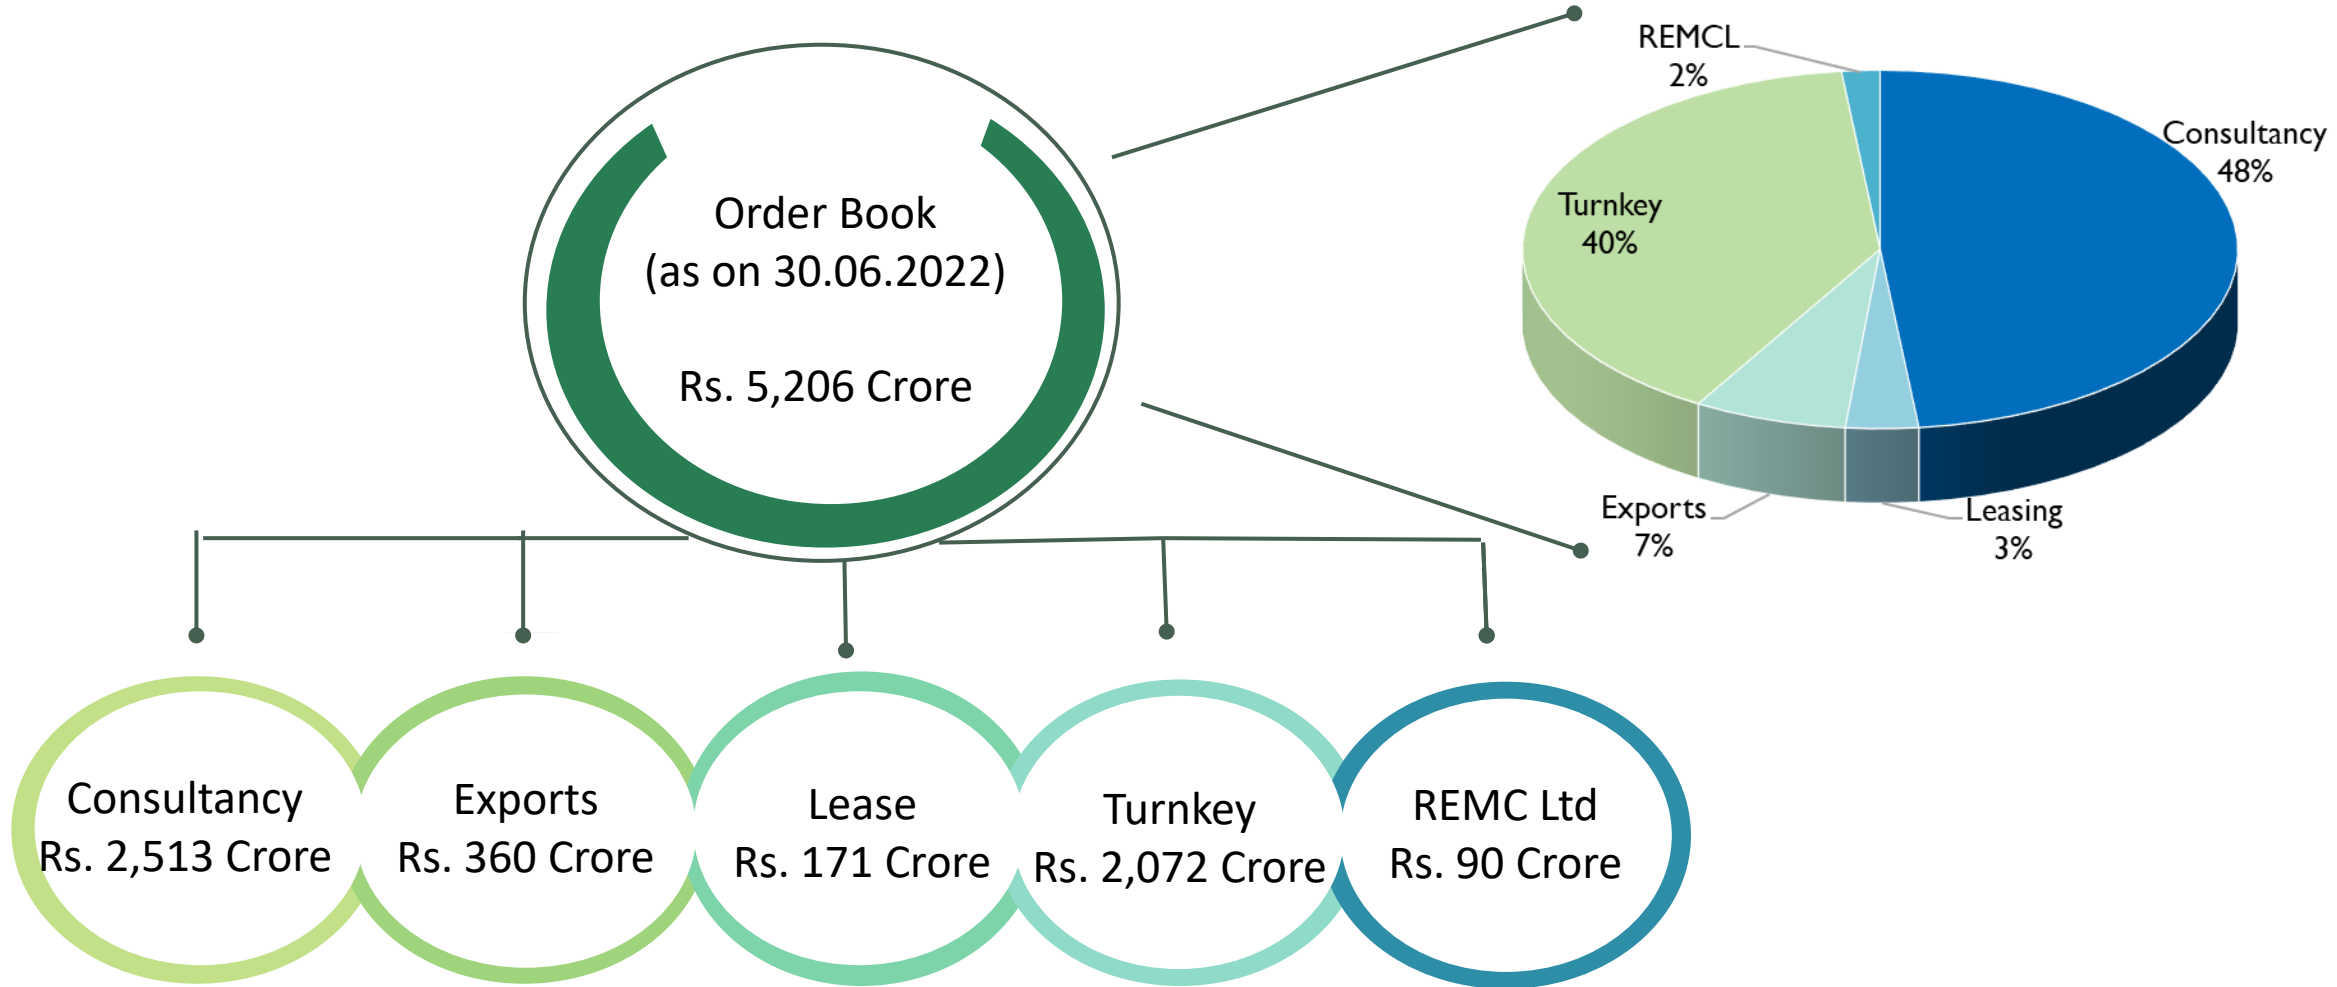 Order Book
(as on 30.06.2022)
Rs. 5,206 Crore
REMCL
2%
Consultancy
48%
Turnkey
40%
Exports
7%
Leasing
3%
Consultancy
Rs. 2,513 Crore
Exports
Rs. 360 Crore
Lease
Rs. 171 Crore
Turnkey
Rs. 2,072 Crore
REMC Ltd
Rs. 90 Crore